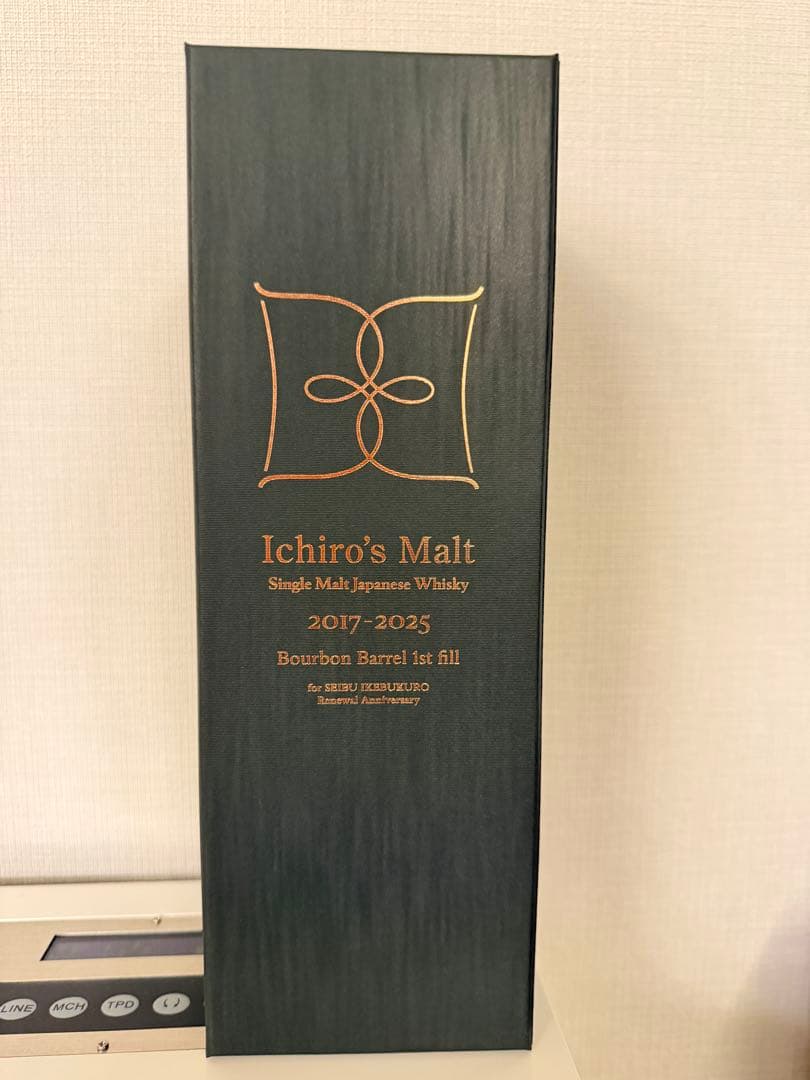 Ichiro's Malt
Single Malt Japanese Whisky
2017-2025
Bourbon Barrel 1st fill
for SEIBU IKEBUKURO
Renewal Anniversary
LINE
MCH
TPD